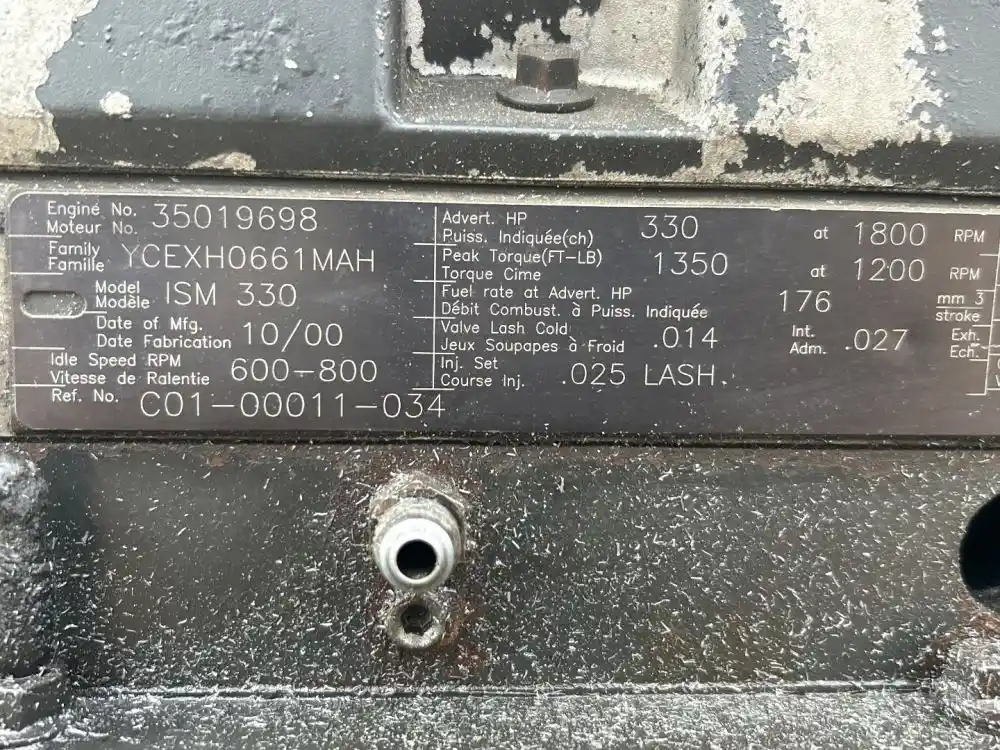 Engine No. 35019698
Moteur No.
Family YCEXH0661MAH
Famille
Model ISM 330
Modèle
Date of Mfg. 10/00
Date Fabrication
Idle Speed RPM 600-800
Vitesse de Ralentie
Ref. No. C01-00011-034
Advert. HP 330 at 1800 RPM
Puiss. Indiquée(ch)
Peak Torque(FT-LB) 1350 at 1200 RPM
Torque Cime
Fuel rate at Advert. HP 176 mm 3
Débit Combust. à Puiss. Indiquée stroke
Valve Lash Cold .014 Int. .027 Exh.
Jeux Soupapes à Froid Adm. Ech.
Inj. Set .025 LASH.
Course Inj.